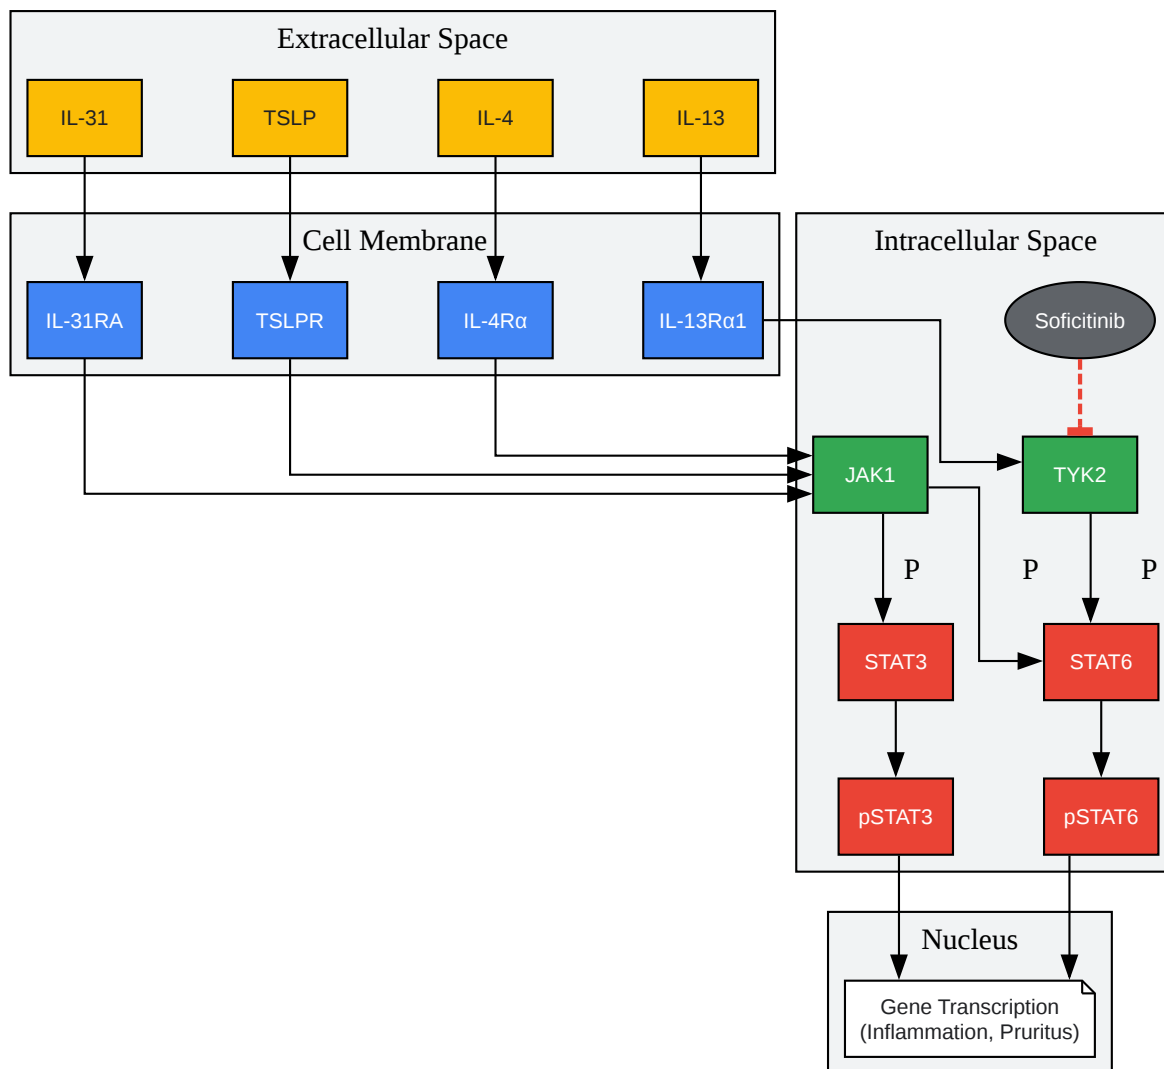 Extracellular Space
IL-31
TSLP
IL-4
IL-13
Cell Membrane
IL-31RA
TSLPR
IL-4Rα
IL-13Rα1
Intracellular Space
Soficitinib
JAK1
TYK2
P
P
P
STAT3
STAT6
pSTAT3
pSTAT6
Nucleus
Gene Transcription
(Inflammation, Pruritus)